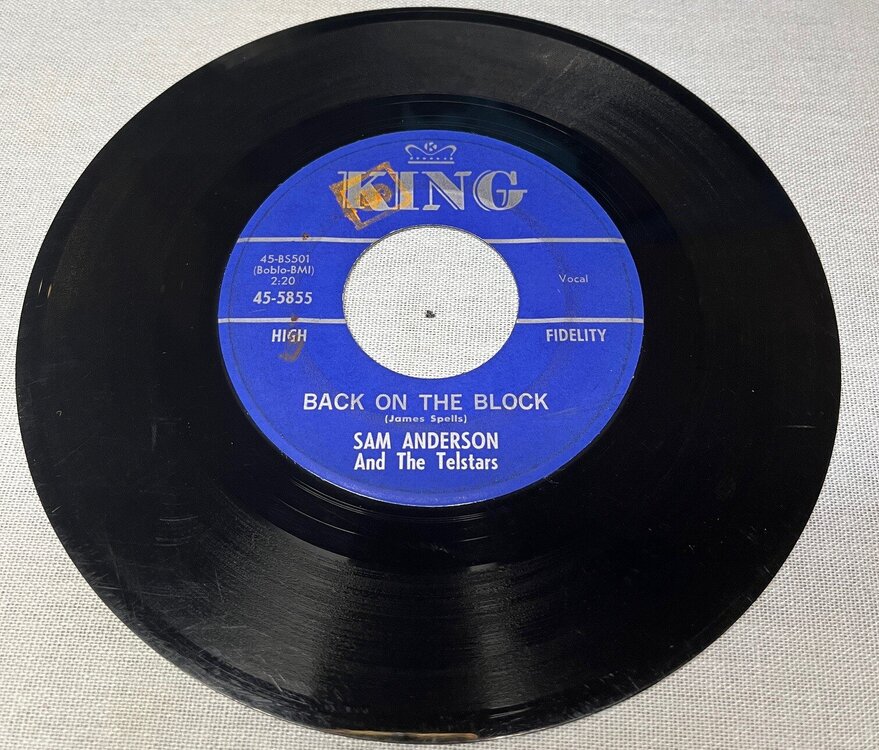 K
KING
45-BS501
(Boblo-BMI)
2:20
45-5855
Vocal
HIGH FIDELITY
BACK ON THE BLOCK
(James Spells)
SAM ANDERSON
And The Telstars